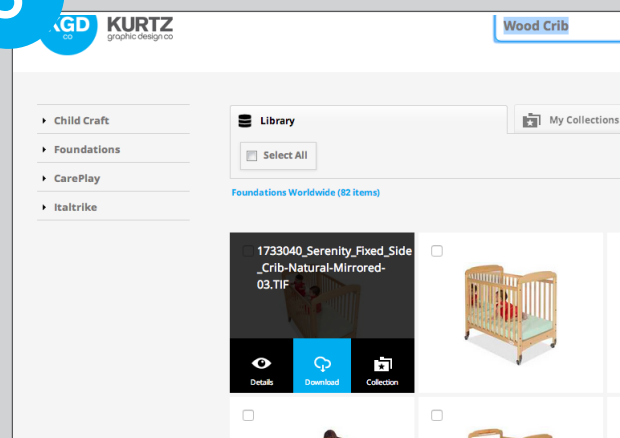 KGD
co
KURTZ
graphic design co
Wood Crib
Child Craft
Foundations
CarePlay
Italtrike
Library
My Collections
Select All
Foundations Worldwide (82 items)
1733040_Serenity_Fixed_Side
_Crib-Natural-Mirrored-
03.TIF
Details
Download
Collection